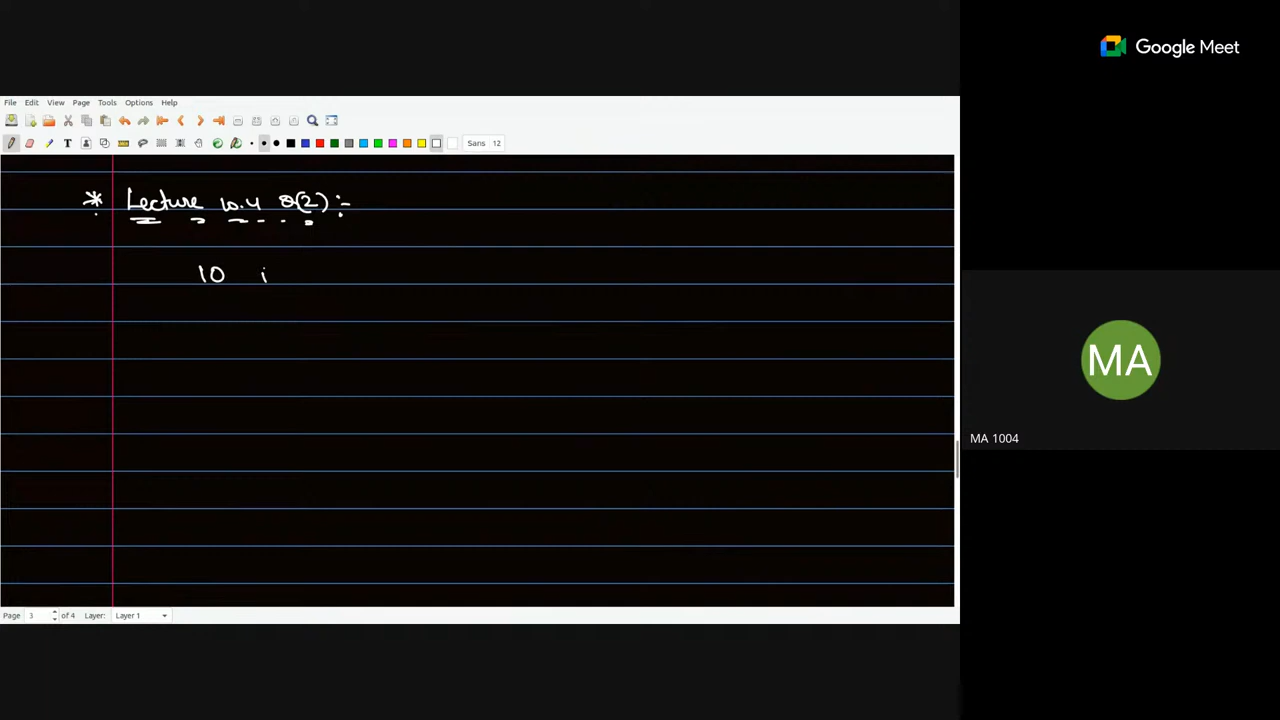 Google Meet
File Edit View Page Tools Options Help
Sans 12
* Lecture 10.4 Q(2) :-
10 i
MA
MA 1004
Page 3 of 4 Layer: Layer 1